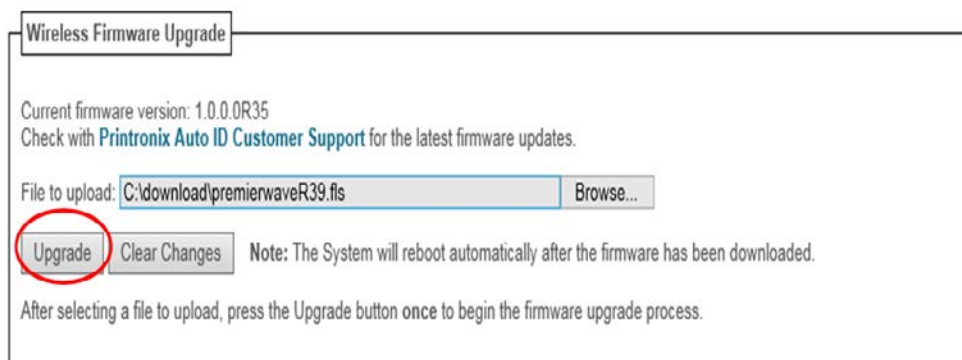 Wireless Firmware Upgrade
Current firmware version: 1.0.0.0R35
Check with Printronix Auto ID Customer Support for the latest firmware updates.
File to upload: C:\download\premierwaveR39.fls Browse...
Upgrade Clear Changes Note: The System will reboot automatically after the firmware has been downloaded.
After selecting a file to upload, press the Upgrade button once to begin the firmware upgrade process.